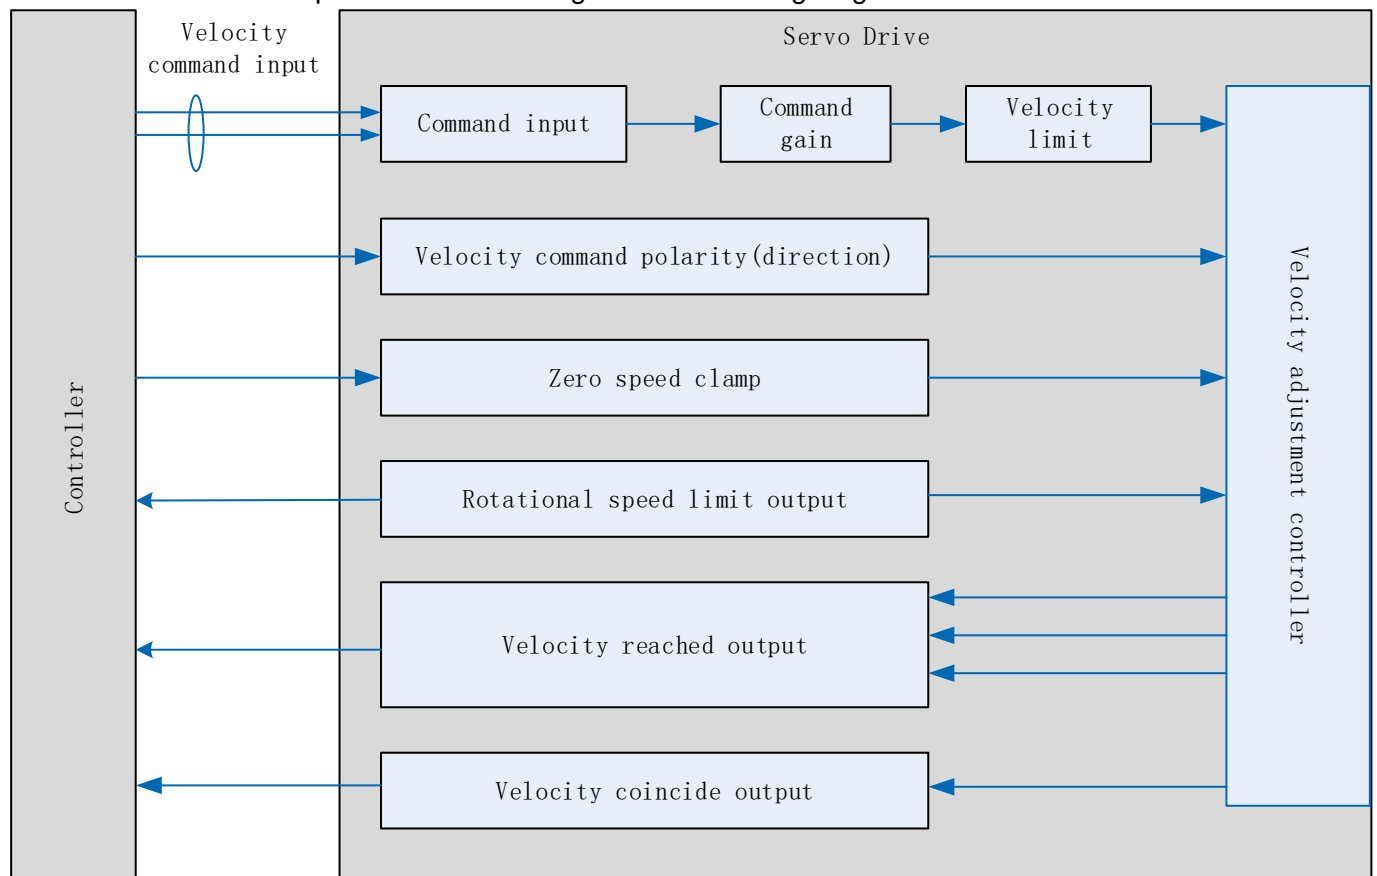 Velocity
command input
Servo Drive
Command input
Command
gain
Velocity
limit
Velocity command polarity(direction)
Zero speed clamp
Rotational speed limit output
Velocity reached output
Velocity coincide output
Controller
Velocity adjustment controller